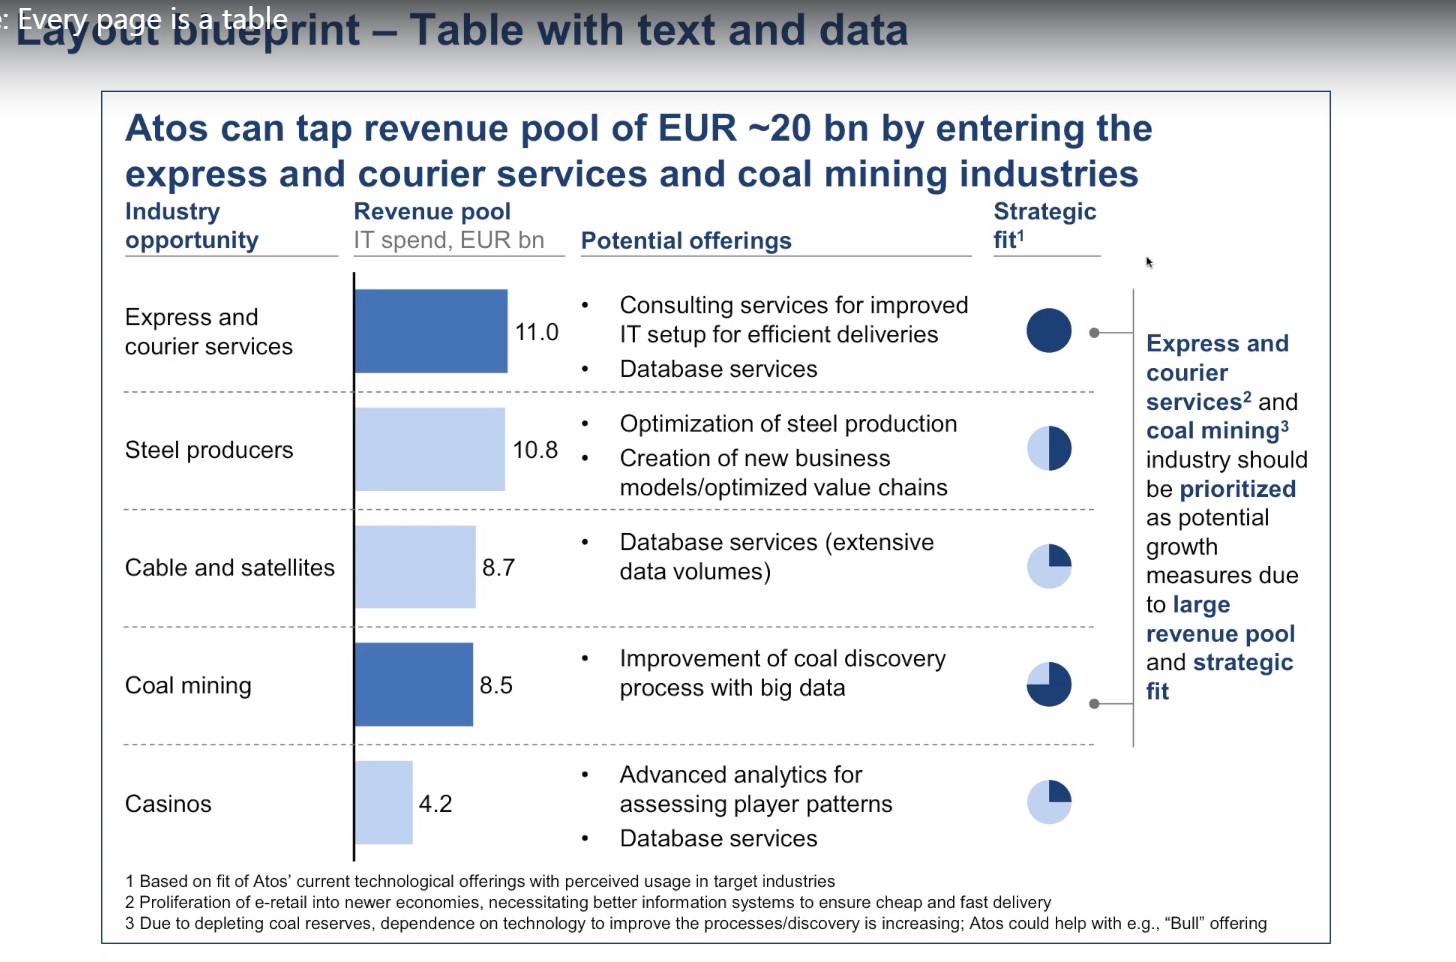 : Every page is a table
Layout blueprint – Table with text and data
Atos can tap revenue pool of EUR ~20 bn by entering the
express and courier services and coal mining industries
Industry
opportunity
Revenue pool
IT spend, EUR bn
Potential offerings
Strategic
fit¹
Express and
courier services
11.0
• Consulting services for improved
IT setup for efficient deliveries
• Database services
Steel producers
10.8
• Optimization of steel production
• Creation of new business
models/optimized value chains
Cable and satellites
8.7
• Database services (extensive
data volumes)
Coal mining
8.5
• Improvement of coal discovery
process with big data
Casinos
4.2
• Advanced analytics for
assessing player patterns
• Database services
Express and
courier
services² and
coal mining³
industry should
be prioritized
as potential
growth
measures due
to large
revenue pool
and strategic
fit
1 Based on fit of Atos’ current technological offerings with perceived usage in target industries
2 Proliferation of e-retail into newer economies, necessitating better information systems to ensure cheap and fast delivery
3 Due to depleting coal reserves, dependence on technology to improve the processes/discovery is increasing; Atos could help with e.g., “Bull” offering